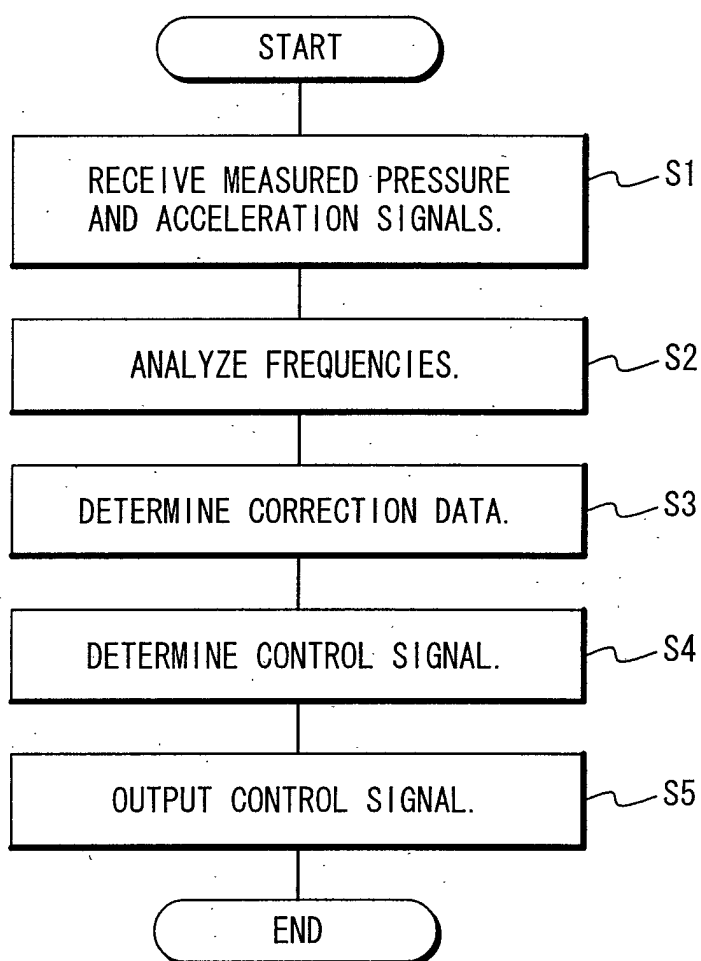 START
RECEIVE MEASURED PRESSURE
AND ACCELERATION SIGNALS.
S1
ANALYZE FREQUENCIES.
S2
DETERMINE CORRECTION DATA.
S3
DETERMINE CONTROL SIGNAL.
S4
OUTPUT CONTROL SIGNAL.
S5
END